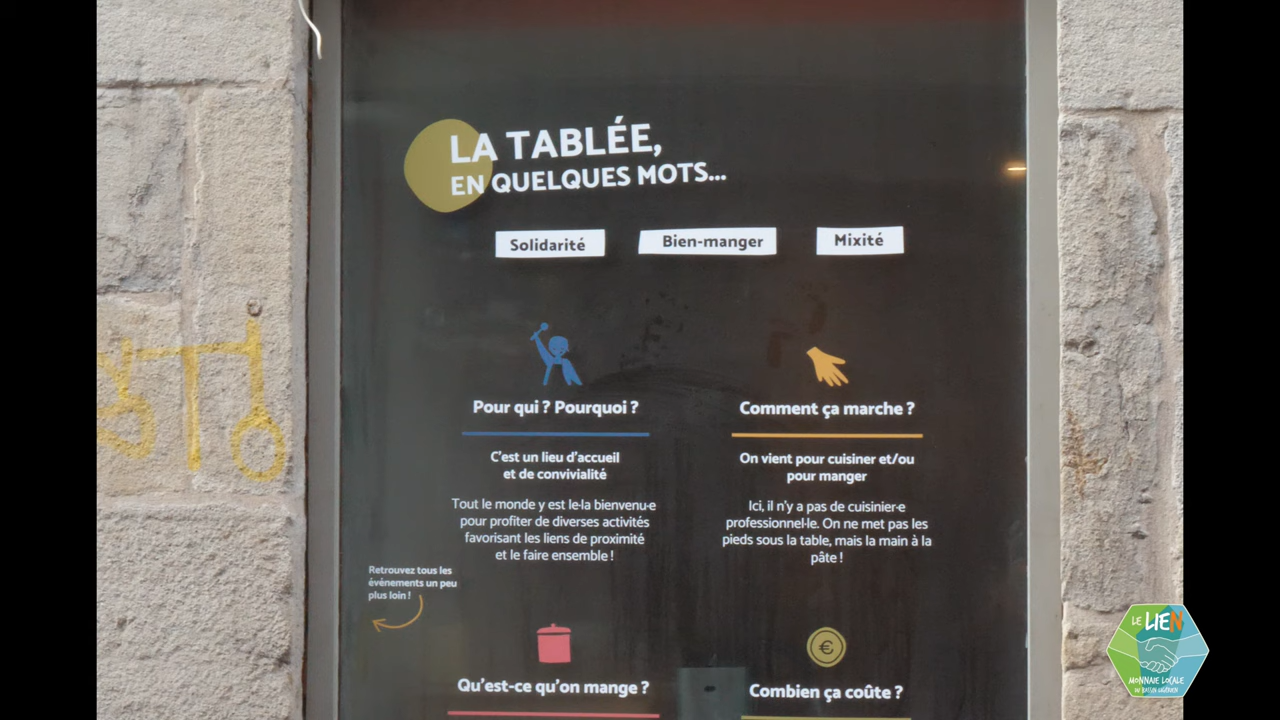 LA TABLÉE,
EN QUELQUES MOTS...
Solidarité
Bien-manger
Mixité
Pour qui ? Pourquoi ?
C'est un lieu d'accueil
et de convivialité
Tout le monde y est le·la bienvenu·e
pour profiter de diverses activités
favorisant les liens de proximité
et le faire ensemble !
Comment ça marche ?
On vient pour cuisiner et/ou
pour manger
Ici, il n'y a pas de cuisinier·e
professionnel·le. On ne met pas les
pieds sous la table, mais la main à la
pâte !
Retrouvez tous les
événements un peu
plus loin !
Qu'est-ce qu'on mange ?
€
Combien ça coûte ?
LE LIEN
MONNAIE LOCALE
DU BASSIN LIGÉRIEN